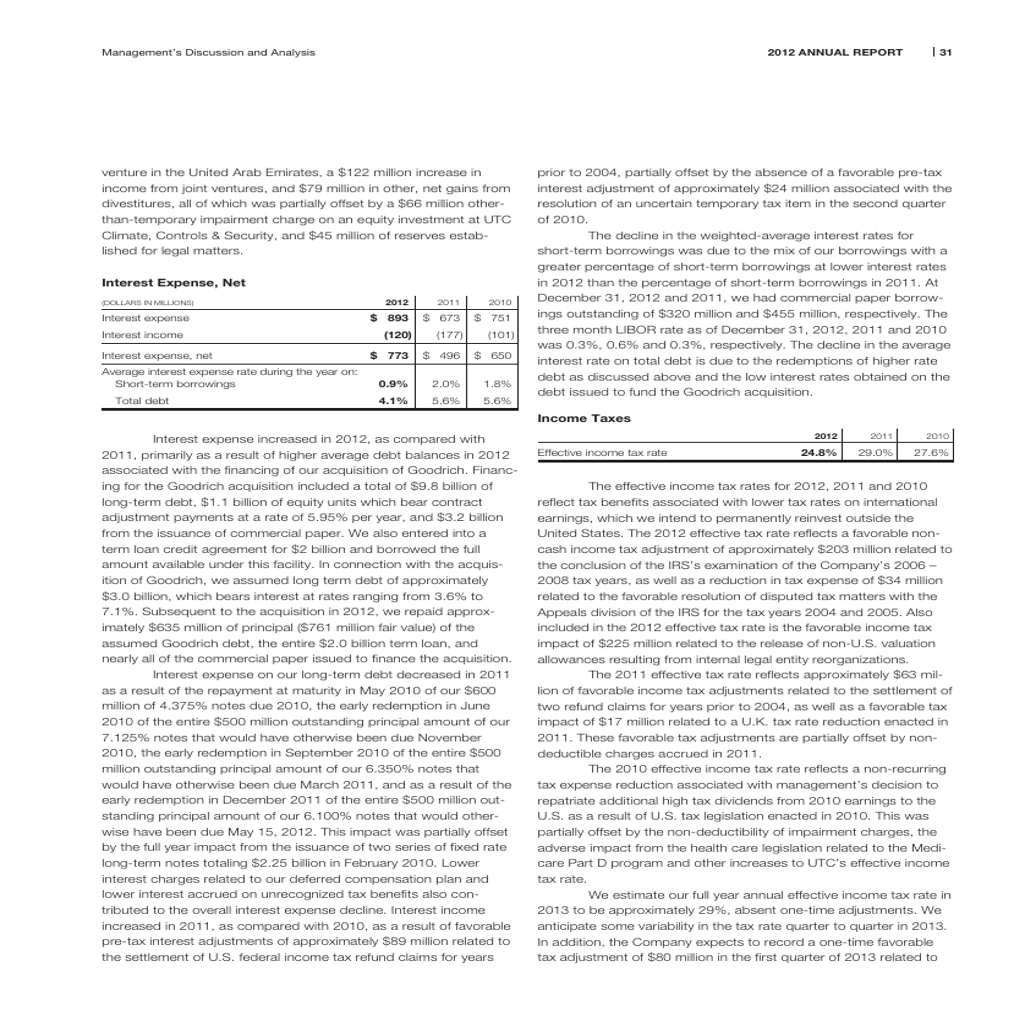 Management's Discussion and Analysis
2012 ANNUAL REPORT | 31
venture in the United Arab Emirates, a $122 million increase in
income from joint ventures, and $79 million in other, net gains from
divestitures, all of which was partially offset by a $66 million other-
than-temporary impairment charge on an equity investment at UTC
Climate, Controls & Security, and $45 million of reserves estab-
lished for legal matters.
Interest Expense, Net
(DOLLARS IN MILLIONS) 2012 2011 2010
Interest expense $ 893 $ 673 $ 751
Interest income (120) (177) (101)
Interest expense, net $ 773 $ 496 $ 650
Average interest expense rate during the year on:
Short-term borrowings 0.9% 2.0% 1.8%
Total debt 4.1% 5.6% 5.6%
Interest expense increased in 2012, as compared with
2011, primarily as a result of higher average debt balances in 2012
associated with the financing of our acquisition of Goodrich. Financ-
ing for the Goodrich acquisition included a total of $9.8 billion of
long-term debt, $1.1 billion of equity units which bear contract
adjustment payments at a rate of 5.95% per year, and $3.2 billion
from the issuance of commercial paper. We also entered into a
term loan credit agreement for $2 billion and borrowed the full
amount available under this facility. In connection with the acquis-
ition of Goodrich, we assumed long term debt of approximately
$3.0 billion, which bears interest at rates ranging from 3.6% to
7.1%. Subsequent to the acquisition in 2012, we repaid approx-
imately $635 million of principal ($761 million fair value) of the
assumed Goodrich debt, the entire $2.0 billion term loan, and
nearly all of the commercial paper issued to finance the acquisition.
Interest expense on our long-term debt decreased in 2011
as a result of the repayment at maturity in May 2010 of our $600
million of 4.375% notes due 2010, the early redemption in June
2010 of the entire $500 million outstanding principal amount of our
7.125% notes that would have otherwise been due November
2010, the early redemption in September 2010 of the entire $500
million outstanding principal amount of our 6.350% notes that
would have otherwise been due March 2011, and as a result of the
early redemption in December 2011 of the entire $500 million out-
standing principal amount of our 6.100% notes that would other-
wise have been due May 15, 2012. This impact was partially offset
by the full year impact from the issuance of two series of fixed rate
long-term notes totaling $2.25 billion in February 2010. Lower
interest charges related to our deferred compensation plan and
lower interest accrued on unrecognized tax benefits also con-
tributed to the overall interest expense decline. Interest income
increased in 2011, as compared with 2010, as a result of favorable
pre-tax interest adjustments of approximately $89 million related to
the settlement of U.S. federal income tax refund claims for years
prior to 2004, partially offset by the absence of a favorable pre-tax
interest adjustment of approximately $24 million associated with the
resolution of an uncertain temporary tax item in the second quarter
of 2010.
The decline in the weighted-average interest rates for
short-term borrowings was due to the mix of our borrowings with a
greater percentage of short-term borrowings at lower interest rates
in 2012 than the percentage of short-term borrowings in 2011. At
December 31, 2012 and 2011, we had commercial paper borrow-
ings outstanding of $320 million and $455 million, respectively. The
three month LIBOR rate as of December 31, 2012, 2011 and 2010
was 0.3%, 0.6% and 0.3%, respectively. The decline in the average
interest rate on total debt is due to the redemptions of higher rate
debt as discussed above and the low interest rates obtained on the
debt issued to fund the Goodrich acquisition.
Income Taxes
2012 2011 2010
Effective income tax rate 24.8% 29.0% 27.6%
The effective income tax rates for 2012, 2011 and 2010
reflect tax benefits associated with lower tax rates on international
earnings, which we intend to permanently reinvest outside the
United States. The 2012 effective tax rate reflects a favorable non-
cash income tax adjustment of approximately $203 million related to
the conclusion of the IRS's examination of the Company's 2006 –
2008 tax years, as well as a reduction in tax expense of $34 million
related to the favorable resolution of disputed tax matters with the
Appeals division of the IRS for the tax years 2004 and 2005. Also
included in the 2012 effective tax rate is the favorable income tax
impact of $225 million related to the release of non-U.S. valuation
allowances resulting from internal legal entity reorganizations.
The 2011 effective tax rate reflects approximately $63 mil-
lion of favorable income tax adjustments related to the settlement of
two refund claims for years prior to 2004, as well as a favorable tax
impact of $17 million related to a U.K. tax rate reduction enacted in
2011. These favorable tax adjustments are partially offset by non-
deductible charges accrued in 2011.
The 2010 effective income tax rate reflects a non-recurring
tax expense reduction associated with management's decision to
repatriate additional high tax dividends from 2010 earnings to the
U.S. as a result of U.S. tax legislation enacted in 2010. This was
partially offset by the non-deductibility of impairment charges, the
adverse impact from the health care legislation related to the Medi-
care Part D program and other increases to UTC's effective income
tax rate.
We estimate our full year annual effective income tax rate in
2013 to be approximately 29%, absent one-time adjustments. We
anticipate some variability in the tax rate quarter to quarter in 2013.
In addition, the Company expects to record a one-time favorable
tax adjustment of $80 million in the first quarter of 2013 related to